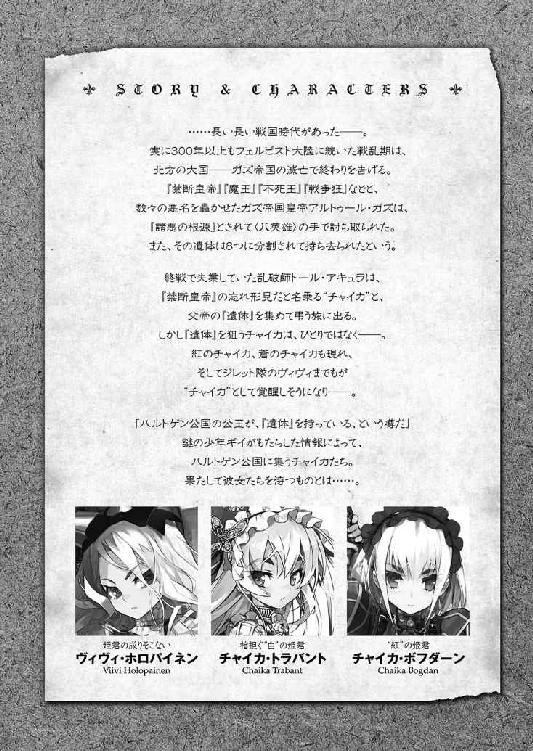 STORY & CHARACTERS
……長い長い戦国時代があった――。
実に300年以上もフェルビスト大陸に続いた戦乱期は、
北方の大国――ガズ帝国の滅亡で終わりを告げる。
『禁断皇帝』『魔王』『不死王』『戦争狂』などと、
数々の悪名を轟かせたガズ帝国皇帝アルトゥール・ガズは、
『諸悪の根源』とされて〈八英雄〉の手で討ち取られた。
また、その遺体は8つに分割されて持ち去られたという。
終戦で失業していた乱破師トール・アキュラは、
『禁断皇帝』の忘れ形見だと名乗る“チャイカ”と、
父帝の『遺体』を集めて弔う旅に出る。
しかし『遺体』を狙うチャイカは、ひとりではなく――。
紅のチャイカ、蒼のチャイカも現れ、
そしてジレット隊のヴィヴィまでもが
“チャイカ”として覚醒しそうになり――。
「ハルトゲン公国の公王が、『遺体』を持っている、という噂だ」
謎の少年ギイがもたらした情報によって、
ハルトゲン公国に集うチャイカたち。
果たして彼女たちを待つものとは……。
姫君の成りそこない
ヴィヴィ・ホロパイネン
Viivi Holopainen
棺担ぐ“白”の姫君
チャイカ・トラバント
Chaika Trabant
“紅”の姫君
チャイカ・ボフダーン
Chaika Bogdan